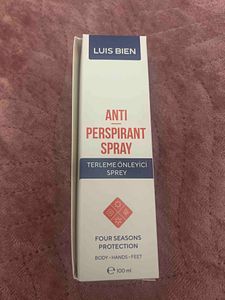 LUIS BIEN
ANTI
PERSPIRANT
SPRAY
TERLEME ÖNLEYİCİ
SPREY
FOUR SEASONS
PROTECTION
BODY - HANDS - FEET
℮ 100 ml